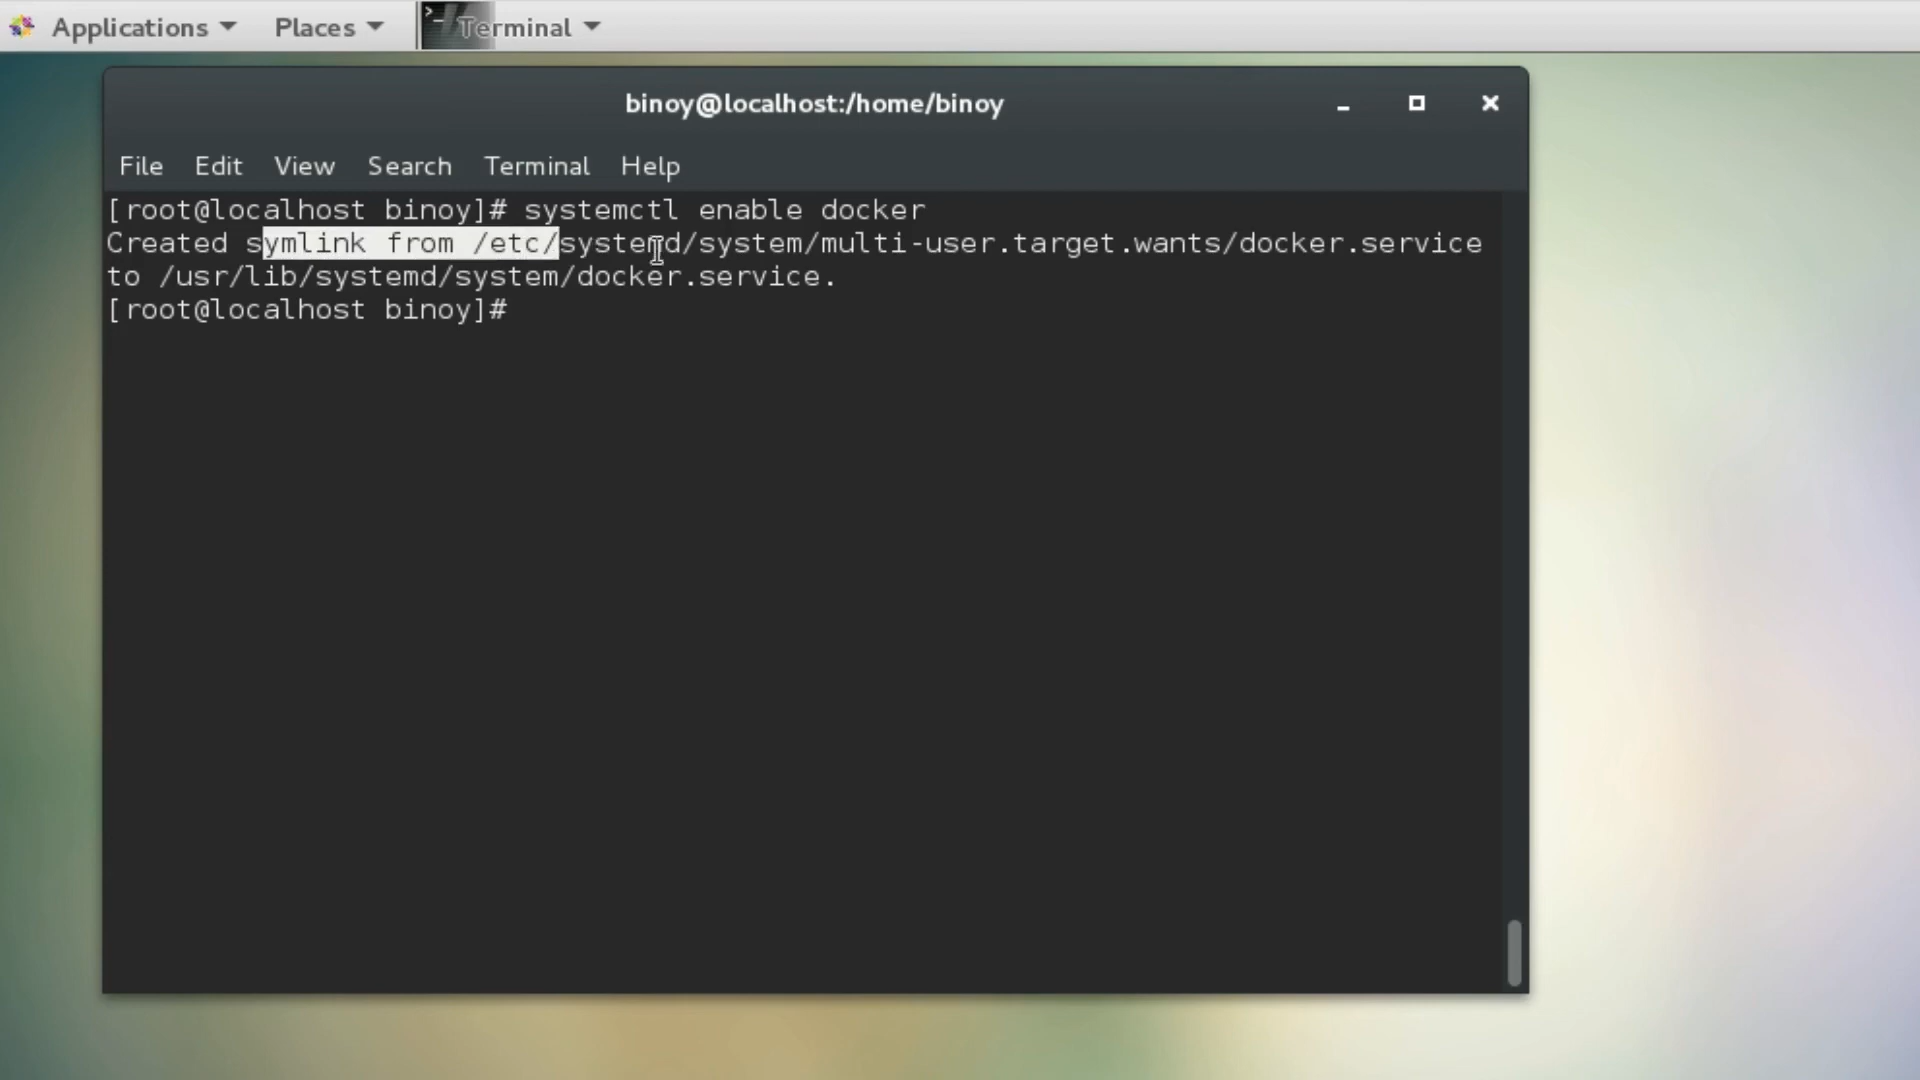 Applications Places Terminal
binoy@localhost:/home/binoy
File Edit View Search Terminal Help
[root@localhost binoy]# systemctl enable docker
Created symlink from /etc/systemd/system/multi-user.target.wants/docker.service
to /usr/lib/systemd/system/docker.service.
[root@localhost binoy]#